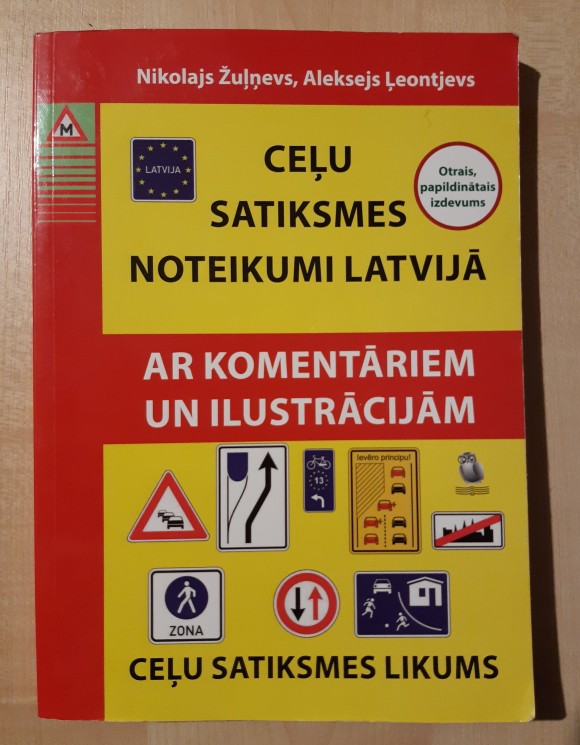 Nikolajs Žuļņevs, Aleksejs Ļeontjevs
M
LATVIJA
CEĻU
SATIKSMES
NOTEIKUMI LATVIJĀ
Otrais,
papildinātais
izdevums
AR KOMENTĀRIEM
UN ILUSTRĀCIJĀM
13
Ievēro principu!
ZONA
CEĻU SATIKSMES LIKUMS